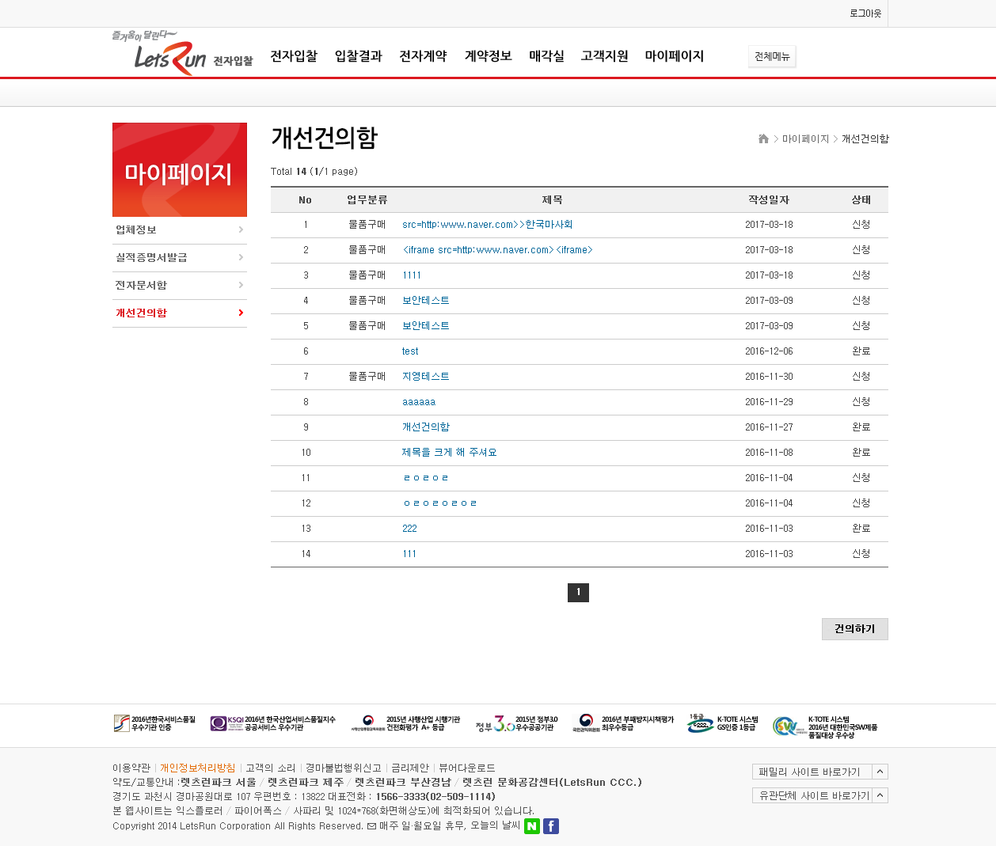 로그아웃
즐거움이 달린다~
LetsRun 전자입찰
전자입찰 입찰결과 전자계약 계약정보 매각실 고객지원 마이페이지 전체메뉴
마이페이지
업체정보
실적증명서발급
전자문서함
개선건의함
개선건의함
> 마이페이지 > 개선건의함
Total 14 (1/1 page)
No 업무분류 제목 작성일자 상태
1 물품구매 src=http:www.naver.com>>한국마사회 2017-03-18 신청
2 물품구매 <iframe src=http:www.naver.com><iframe> 2017-03-18 신청
3 물품구매 1111 2017-03-18 신청
4 물품구매 보안테스트 2017-03-09 신청
5 물품구매 보안테스트 2017-03-09 신청
6 test 2016-12-06 완료
7 물품구매 지영테스트 2016-11-30 신청
8 aaaaaa 2016-11-29 신청
9 개선건의함 2016-11-27 완료
10 제목을 크게 해 주셔요 2016-11-08 완료
11 ㄹㅇㄹㅇㄹ 2016-11-04 신청
12 ㅇㄹㅇㄹㅇㄹㅇㄹ 2016-11-04 신청
13 222 2016-11-03 완료
14 111 2016-11-03 신청
1
건의하기
2016년한국서비스품질
우수기관 인증
KSQI 2016년 한국산업서비스품질지수
공공서비스 우수기관
사행산업통합감독위원회 2015년 사행산업 시행기관
건전화평가 A+ 등급
정부3.0 2015년 정부3.0
우수공공기관
국민권익위원회 2016년 부패방지시책평가
최우수등급
1등급 K-TOTE 시스템
GS인증 1등급
SW K-TOTE 시스템
2016년 대한민국SW제품
품질대상 우수상
이용약관 | 개인정보처리방침 | 고객의 소리 | 경마불법행위신고 | 금리제안 | 뷰어다운로드
약도/교통안내 :렛츠런파크 서울 / 렛츠런파크 제주 / 렛츠런파크 부산경남 / 렛츠런 문화공감센터(LetsRun CCC.)
경기도 과천시 경마공원대로 107 우편번호 : 13822 대표전화 : 1566-3333(02-509-1114)
본 웹사이트는 익스플로러 / 파이어폭스 / 사파리 및 1024*768(화면해상도)에 최적화되어 있습니다.
Copyright 2014 LetsRun Corporation All Rights Reserved. 매주 일·월요일 휴무, 오늘의 날씨 N f
패밀리 사이트 바로가기
유관단체 사이트 바로가기